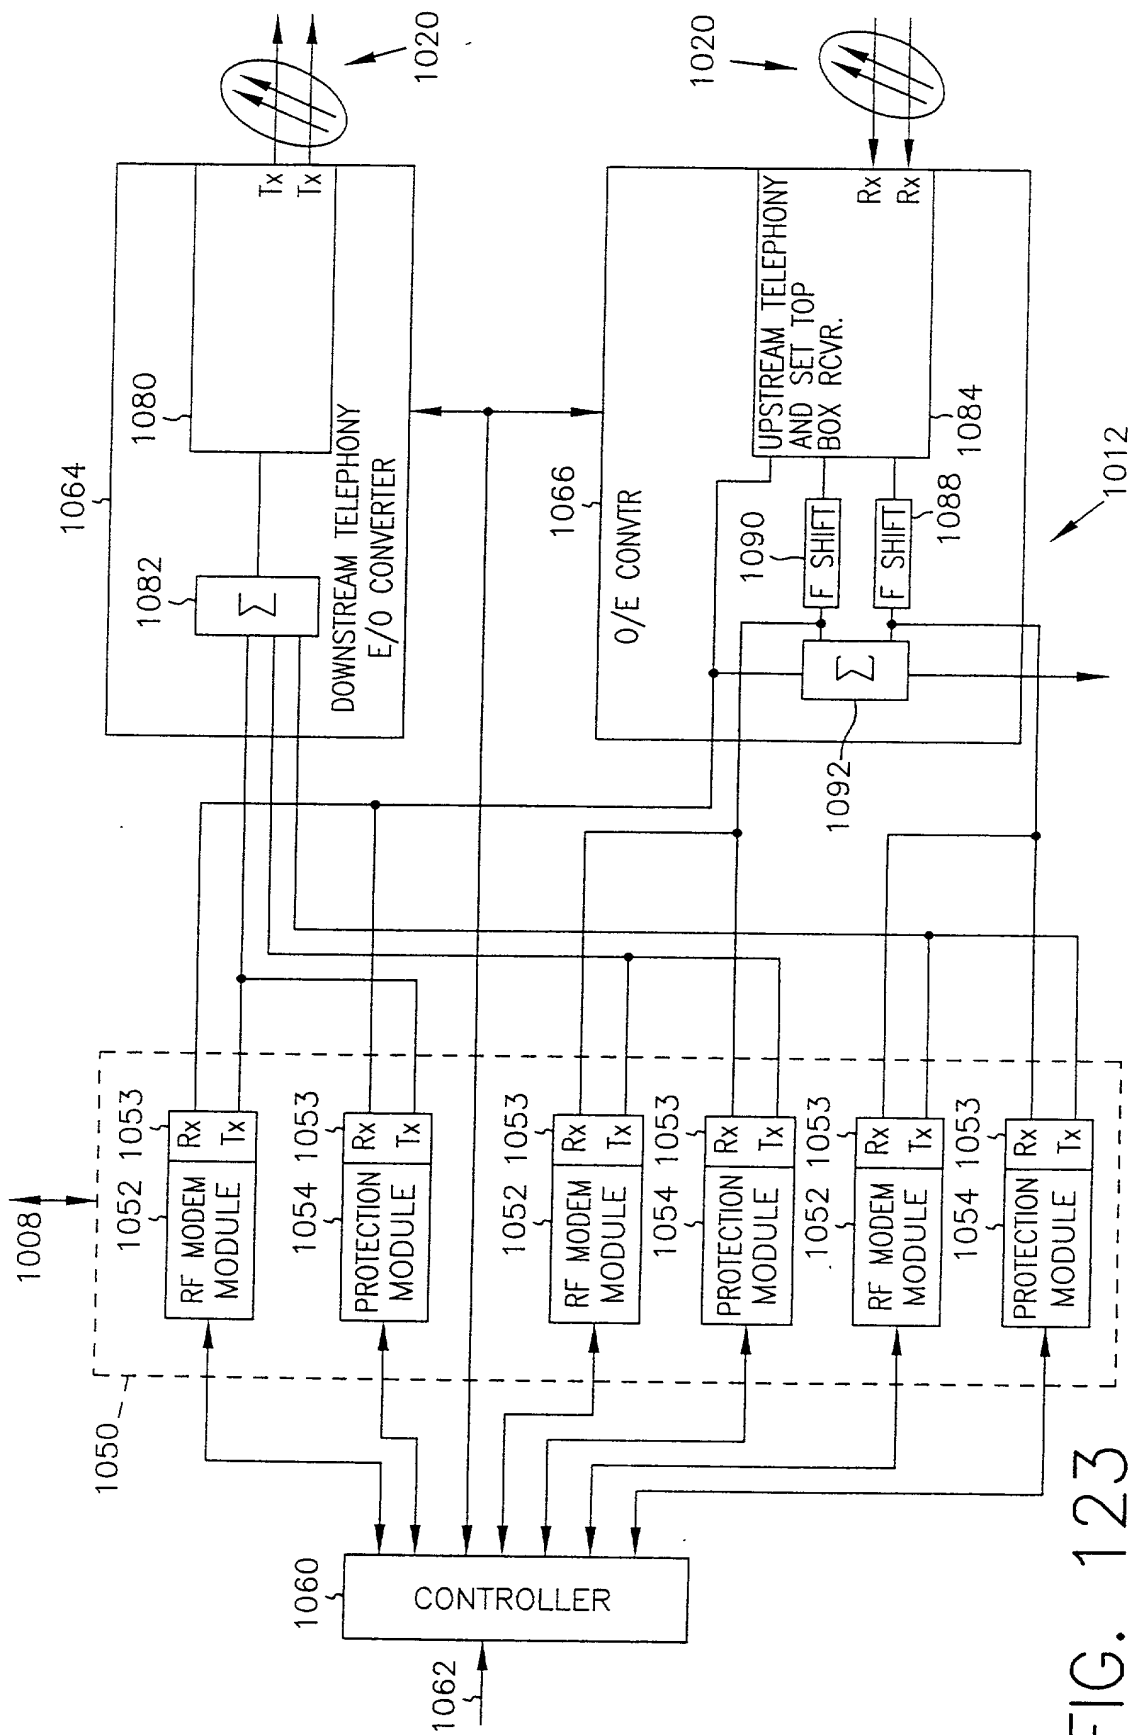 1020
1020
Tx
Tx
1080
1064
1082
Σ
DOWNSTREAM TELEPHONY
E/O CONVERTER
Rx
Rx
UPSTREAM TELEPHONY
AND SET TOP
BOX RCVR.
1084
1066
O/E CONVTR
1090
F SHIFT
F SHIFT
1088
Σ
1092
1012
1008
1050
1052
1053
RF MODEM
MODULE
Rx
Tx
1054
1053
PROTECTION
MODULE
Rx
Tx
1052
1053
RF MODEM
MODULE
Rx
Tx
1054
1053
PROTECTION
MODULE
Rx
Tx
1052
1053
RF MODEM
MODULE
Rx
Tx
1054
1053
PROTECTION
MODULE
Rx
Tx
1060
CONTROLLER
1062
FIG. 123